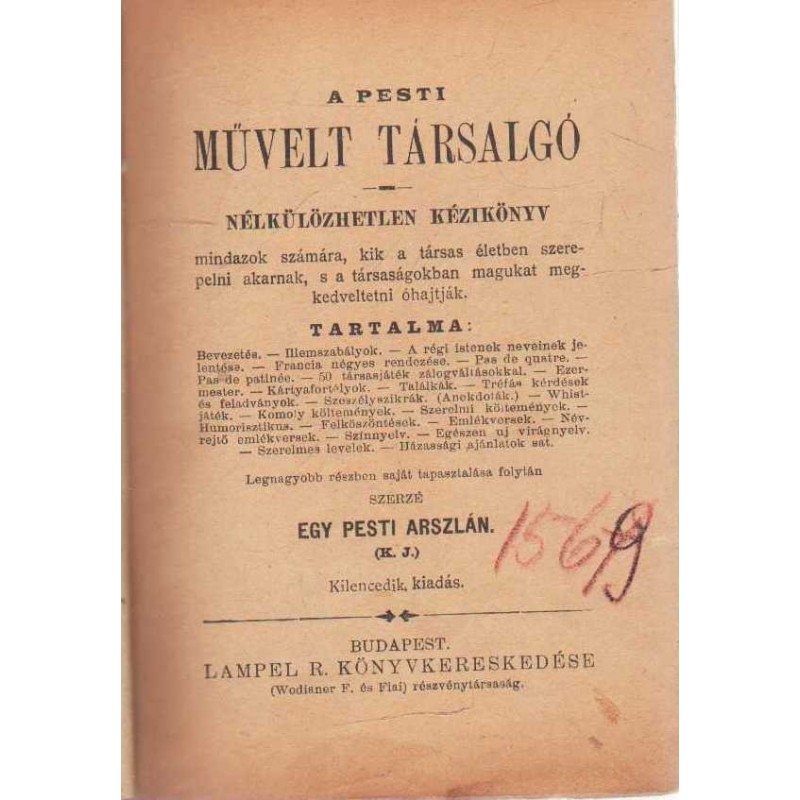 A PESTI
MŰVELT TÁRSALGÓ
NÉLKÜLÖZHETLEN KÉZIKÖNYV
mindazok számára, kik a társas életben szere-
pelni akarnak, s a társaságokban magukat meg-
kedveltetni óhajtják.
TARTALMA:
Bevezetés. — Illemszabályok. — A régi istenek neveinek je-
lentése. — Francia négyes rendezése. — Pas de quatre. —
Pas de patinée. — 50 társasjáték zálogváltásokkal. — Ezer-
mester. — Kártyafortélyok. — Találkák. — Tréfás kérdések
és feladványok. — Szeszélyszikrák. (Anekdoták.) — Whist-
játék. — Komoly költemények. — Szerelmi költemények. —
Humorisztikus. — Felköszöntések. — Emlékversek. — Név-
rejtő emlékversek. — Színnyelv. — Egészen uj virágnyelv.
— Szerelmes levelek. — Házassági ajánlatok sat.
Legnagyobb részben saját tapasztalása folytán
SZERZÉ
EGY PESTI ARSZLÁN.
(K. J.)
1569
Kilencedik kiadás.
BUDAPEST.
LAMPEL R. KÖNYVKERESKEDÉSE
(Wodianer F. és Fiai) részvénytársaság.